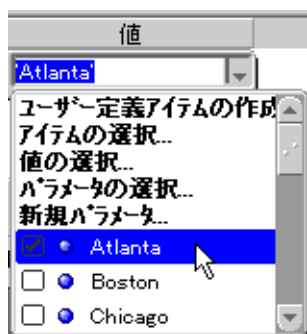 値
'Atlanta'
ユーザー定義アイテムの作成
アイテムの選択...
値の選択...
パラメータの選択...
新規パラメータ...
Atlanta
Boston
Chicago